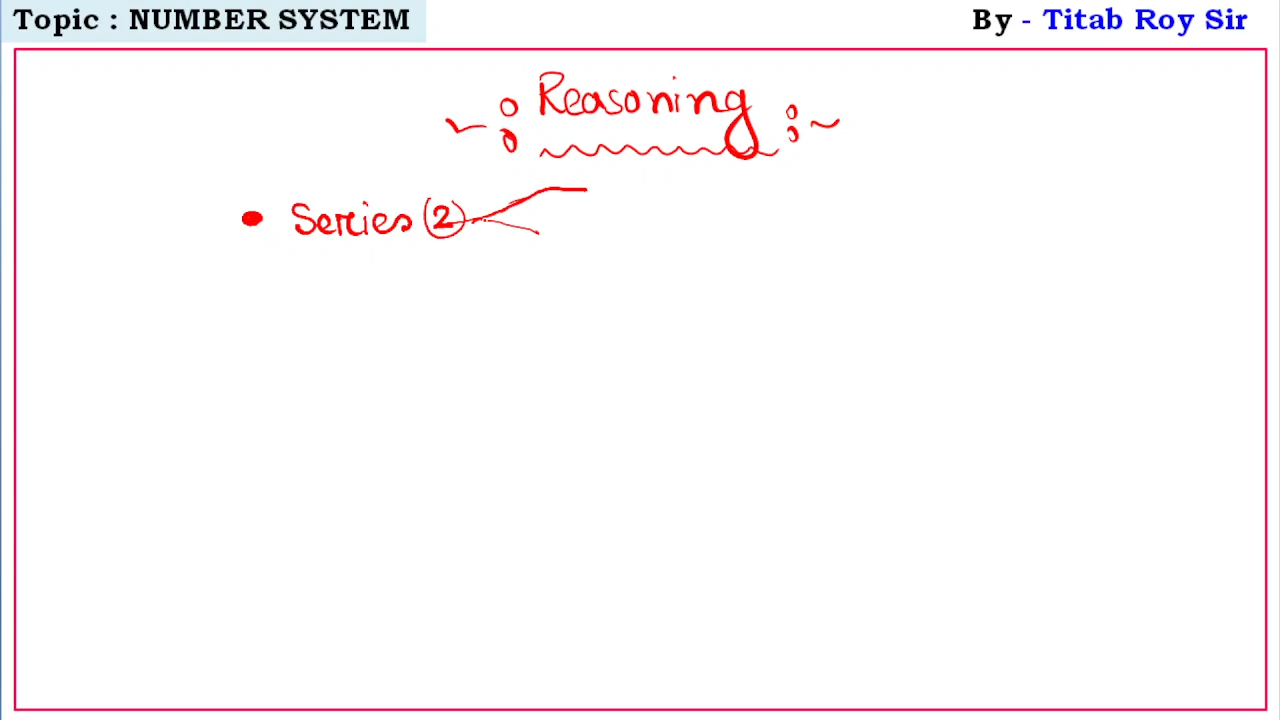 Topic : NUMBER SYSTEM
By - Titab Roy Sir
Reasoning
Series 2